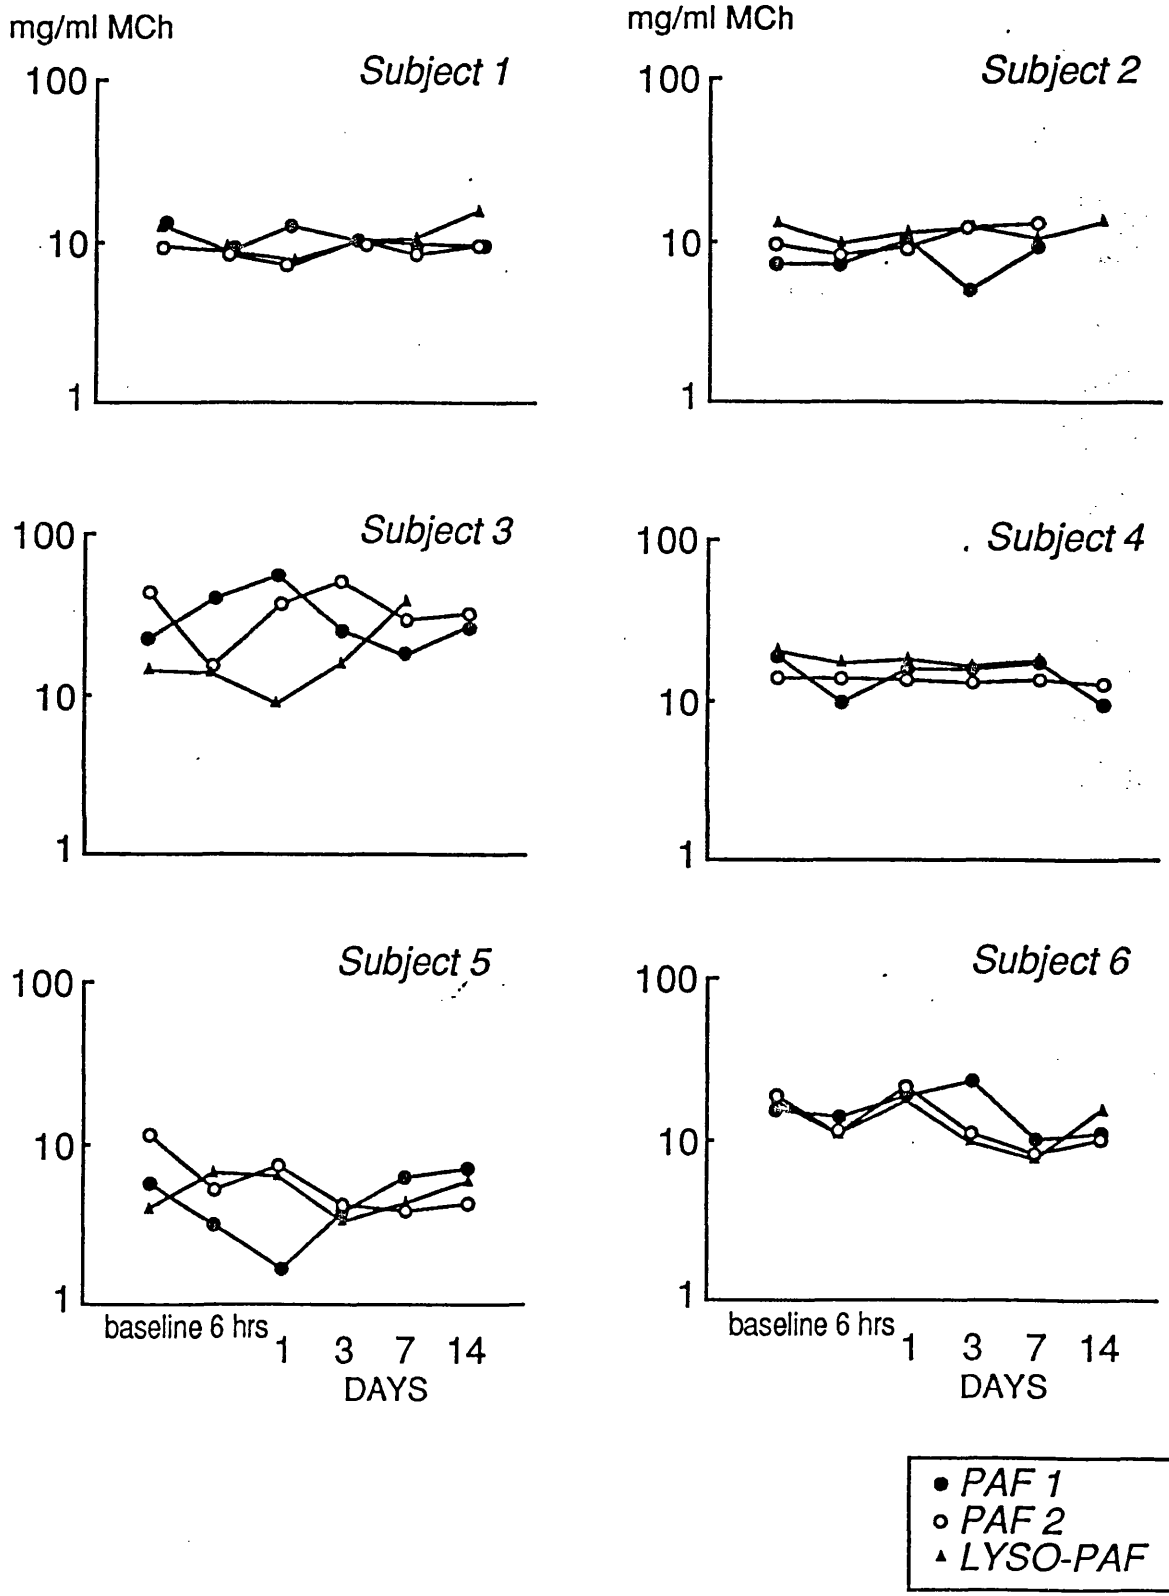 mg/ml MCh
mg/ml MCh
Subject 1
100
10
1
Subject 2
100
10
1
Subject 3
100
10
1
Subject 4
100
10
1
Subject 5
100
10
1
baseline 6 hrs 1 3 7 14
DAYS
Subject 6
100
10
1
baseline 6 hrs 1 3 7 14
DAYS
PAF 1
PAF 2
LYSO-PAF